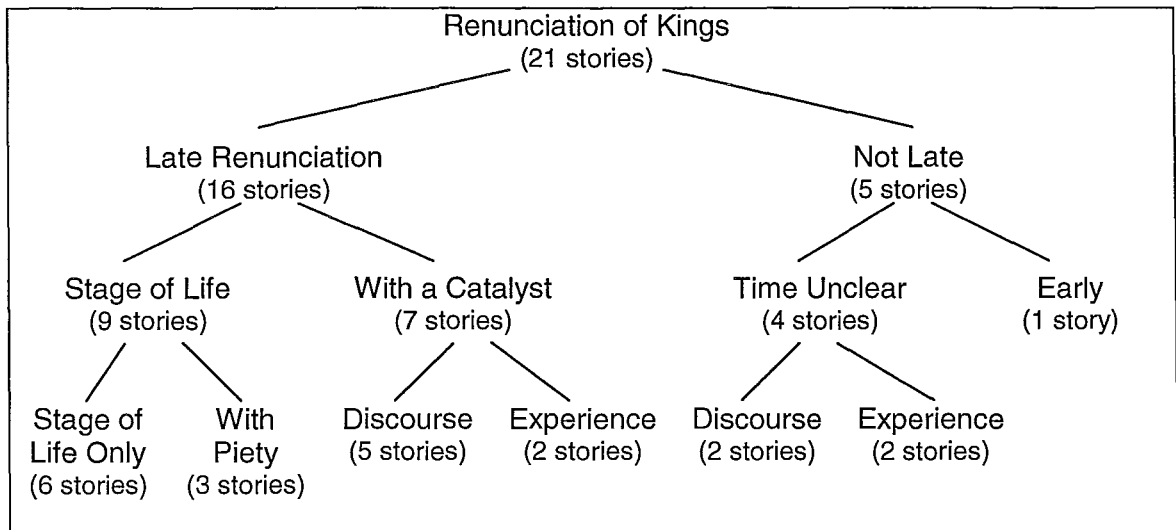 Renunciation of Kings
(21 stories)
Late Renunciation
(16 stories)
Not Late
(5 stories)
Stage of Life
(9 stories)
With a Catalyst
(7 stories)
Time Unclear
(4 stories)
Early
(1 story)
Stage of
Life Only
(6 stories)
With
Piety
(3 stories)
Discourse
(5 stories)
Experience
(2 stories)
Discourse
(2 stories)
Experience
(2 stories)